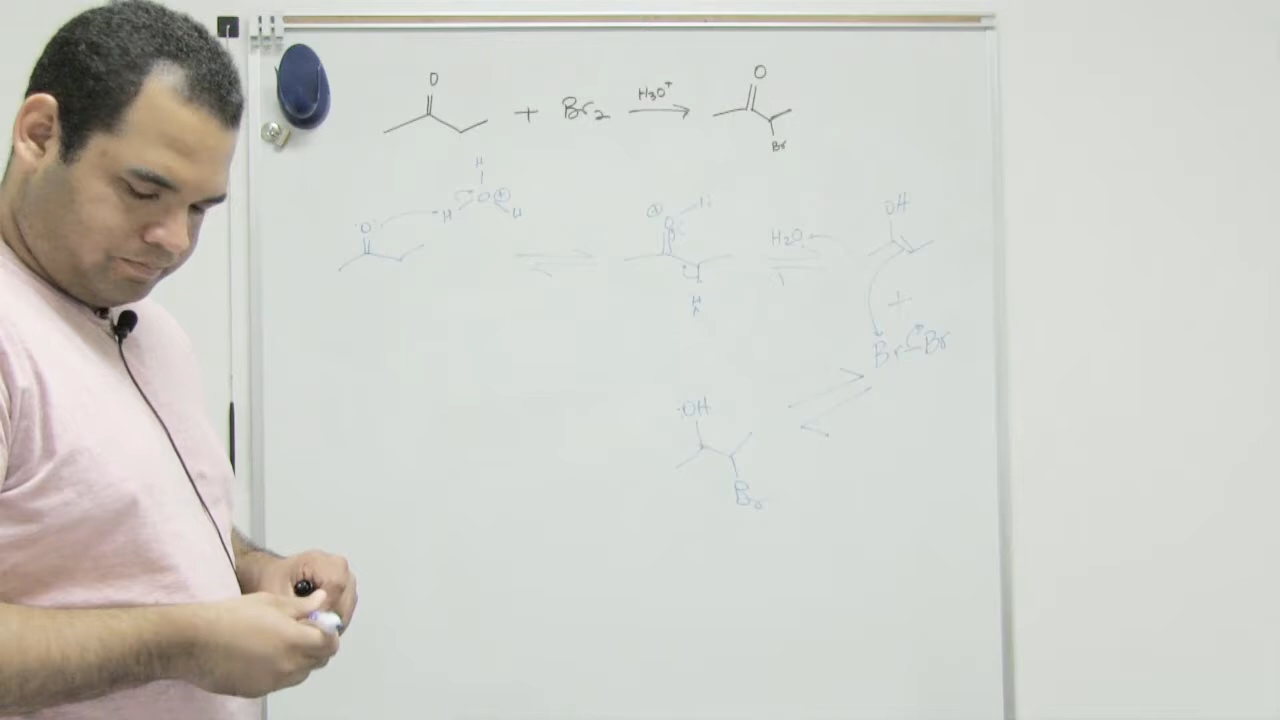 O O
+ Br2 H3O+ Br
H
O ⊕
O H H
⊕ H
O
H
H2O
OH
+
Br Br
OH
Br